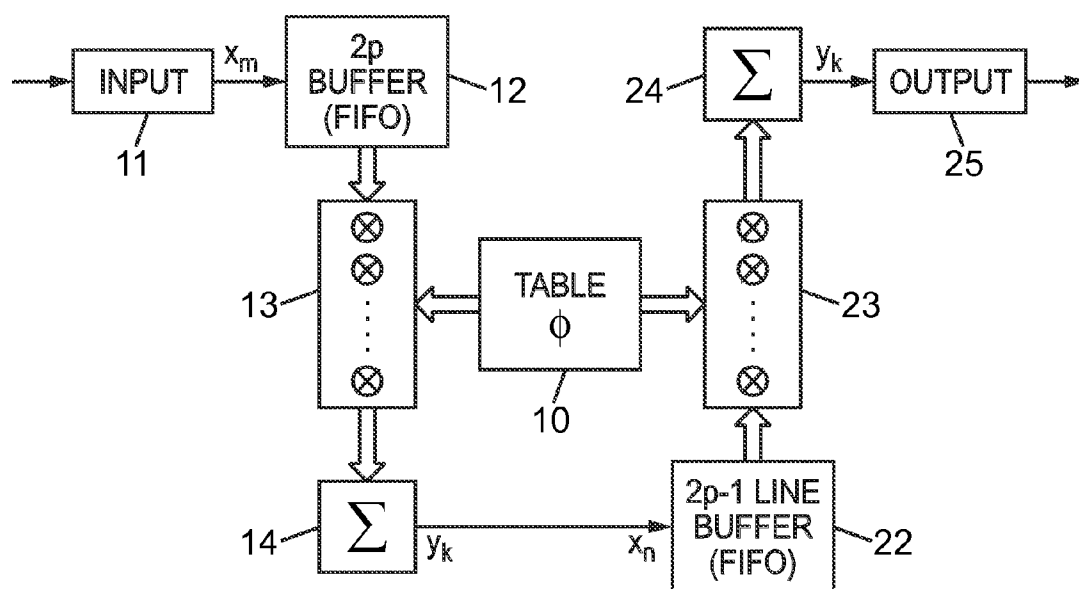 INPUT
11
x_m
2p
BUFFER
(FIFO)
12
24
Σ
y_k
OUTPUT
25
13
TABLE
ϕ
10
23
14
Σ
y_k
x_n
2p-1 LINE
BUFFER
(FIFO)
22